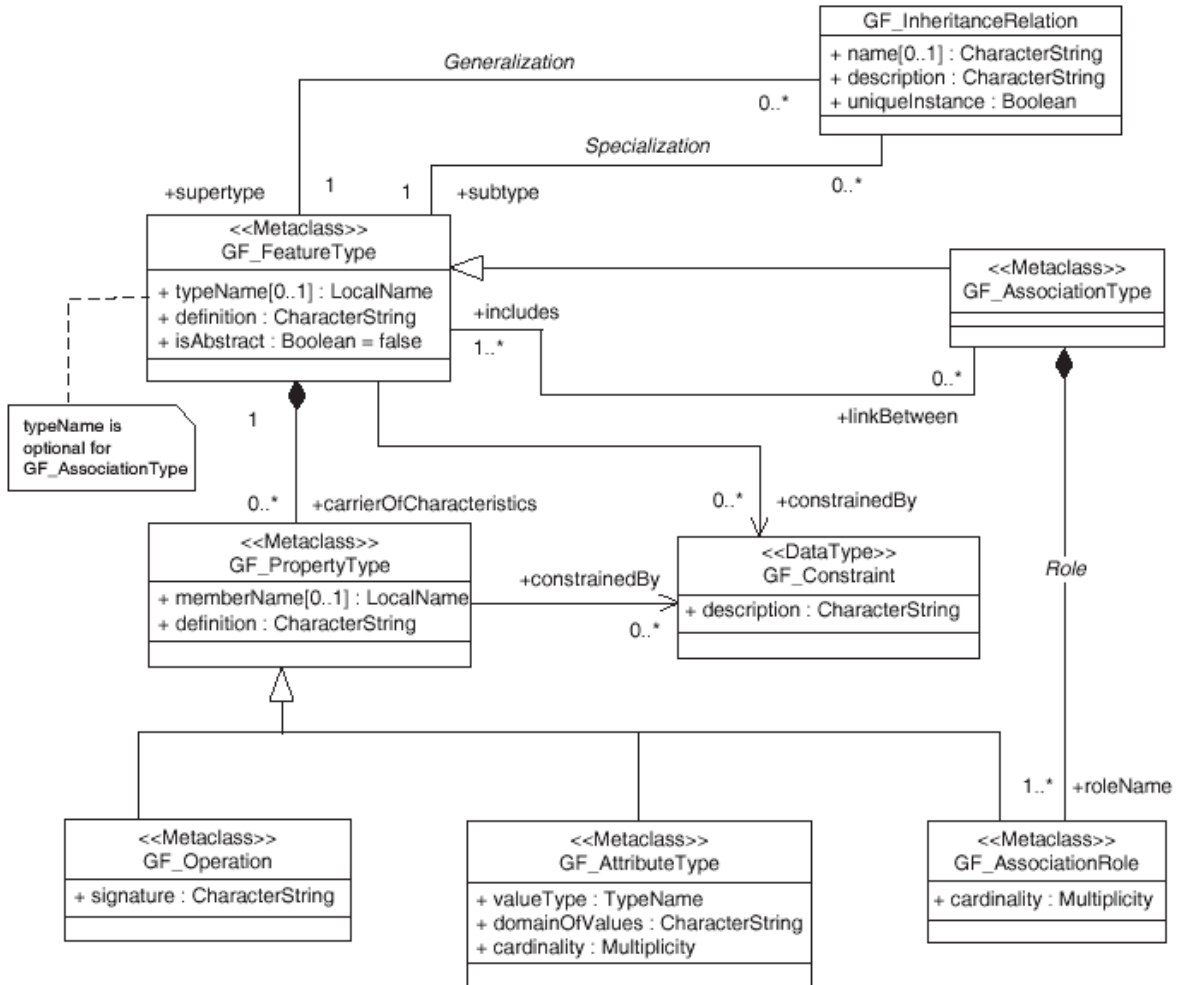 GF_InheritanceRelation
+ name[0..1] : CharacterString
+ description : CharacterString
+ uniqueInstance : Boolean
Generalization
0..*
Specialization
0..*
+supertype
1
1
+subtype
<<Metaclass>>
GF_FeatureType
+ typeName[0..1] : LocalName
+ definition : CharacterString
+ isAbstract : Boolean = false
<<Metaclass>>
GF_AssociationType
+includes
1..*
0..*
+linkBetween
typeName is
optional for
GF_AssociationType
1
0..*
+carrierOfCharacteristics
0..*
+constrainedBy
<<Metaclass>>
GF_PropertyType
+ memberName[0..1] : LocalName
+ definition : CharacterString
+constrainedBy
0..*
<<DataType>>
GF_Constraint
+ description : CharacterString
Role
1..*
+roleName
<<Metaclass>>
GF_Operation
+ signature : CharacterString
<<Metaclass>>
GF_AttributeType
+ valueType : TypeName
+ domainOfValues : CharacterString
+ cardinality : Multiplicity
<<Metaclass>>
GF_AssociationRole
+ cardinality : Multiplicity